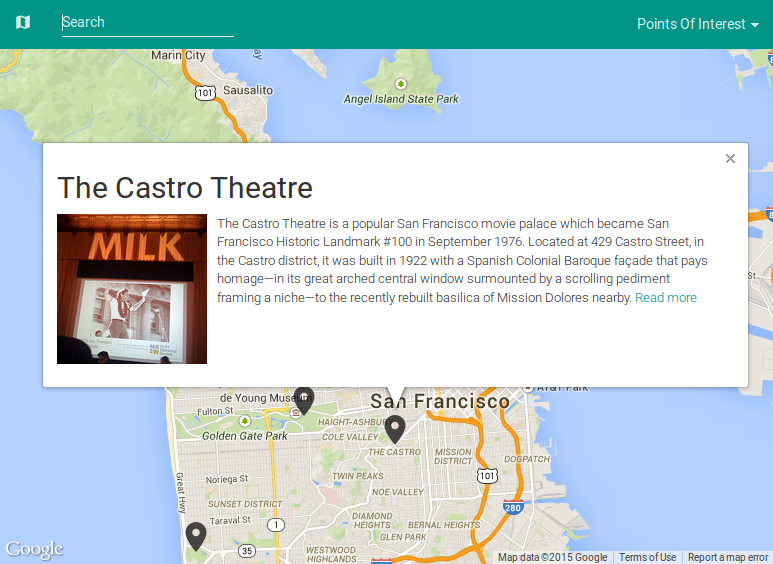 Search
Points Of Interest
Marin City
101
Sausalito
Angel Island State Park
The Castro Theatre
MILK
The Castro Theatre is a popular San Francisco movie palace which became San
Francisco Historic Landmark #100 in September 1976. Located at 429 Castro Street, in
the Castro district, it was built in 1922 with a Spanish Colonial Baroque façade that pays
homage—in its great arched central window surmounted by a scrolling pediment
framing a niche—to the recently rebuilt basilica of Mission Dolores nearby. Read more
AT&T Park
de Young Museum
San Francisco
Fulton St
HAIGHT-ASHBURY
Golden Gate Park
COLE VALLEY
THE CASTRO
MISSION
DISTRICT
DOGPATCH
Great Hwy
Noriega St
TWIN PEAKS
101
NOE VALLEY
SUNSET DISTRICT
280
Taraval St
1
DIAMOND
HEIGHTS
BERNAL HEIGHTS
GLEN PARK
35
WESTWOOD
HIGHLANDS
Google
Map data ©2015 Google
Terms of Use
Report a map error